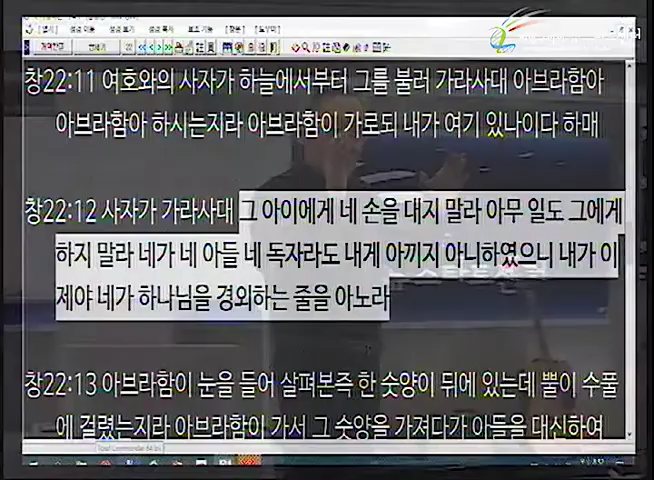 창22:11 여호와의 사자가 하늘에서부터 그를 불러 가라사대 아브라함아
아브라함아 하시는지라 아브라함이 가로되 내가 여기 있나이다 하매
창22:12 사자가 가라사대 그 아이에게 네 손을 대지 말라 아무 일도 그에게
하지 말라 네가 네 아들 네 독자라도 내게 아끼지 아니하였으니 내가 이
제야 네가 하나님을 경외하는 줄을 아노라
창22:13 아브라함이 눈을 들어 살펴본즉 한 숫양이 뒤에 있는데 뿔이 수풀
에 걸렸는지라 아브라함이 가서 그 숫양을 가져다가 아들을 대신하여